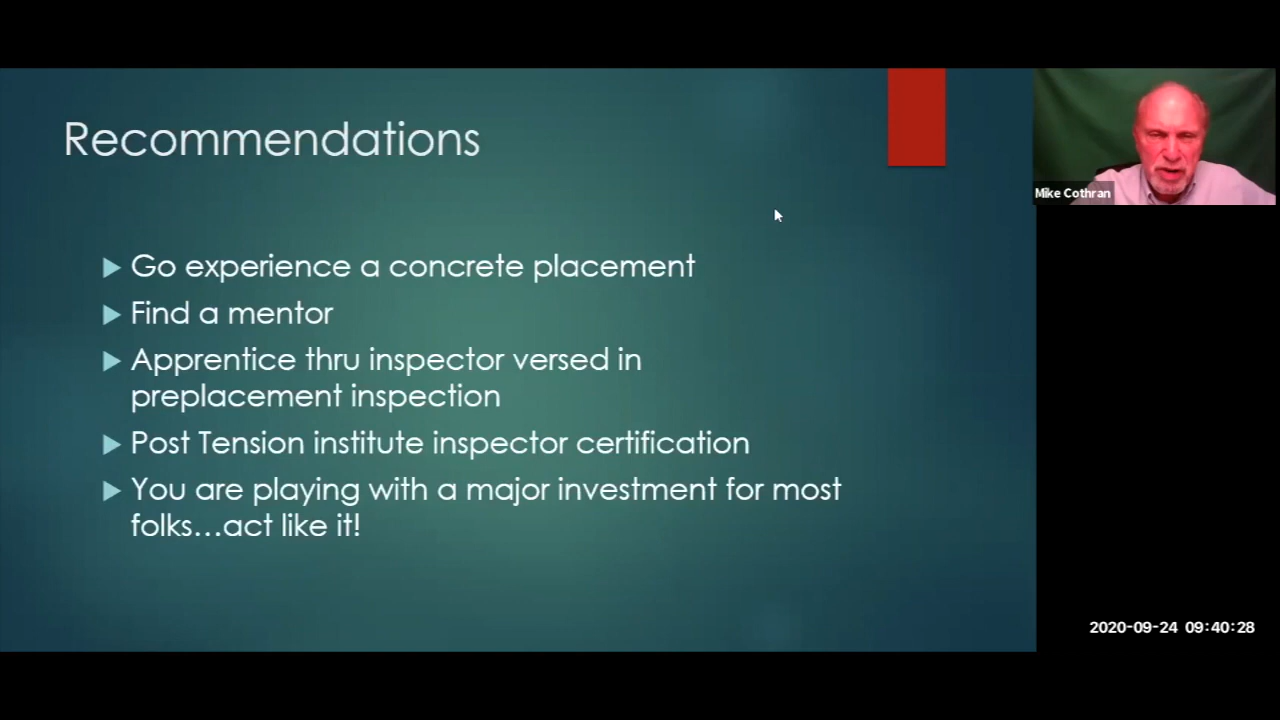 Recommendations
Go experience a concrete placement
Find a mentor
Apprentice thru inspector versed in
preplacement inspection
Post Tension institute inspector certification
You are playing with a major investment for most
folks...act like it!
Mike Cothran
2020-09-24 09:40:28